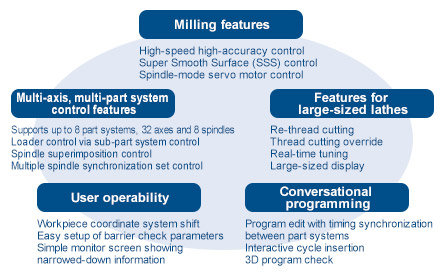 Milling features
High-speed high-accuracy control
Super Smooth Surface (SSS) control
Spindle-mode servo motor control
Multi-axis, multi-part system
control features
Supports up to 8 part systems, 32 axes and 8 spindles
Loader control via sub-part system control
Spindle superimposition control
Multiple spindle synchronization set control
Features for
large-sized lathes
Re-thread cutting
Thread cutting override
Real-time tuning
Large-sized display
User operability
Workpiece coordinate system shift
Easy setup of barrier check parameters
Simple monitor screen showing
narrowed-down information
Conversational
programming
Program edit with timing synchronization
between part systems
Interactive cycle insertion
3D program check